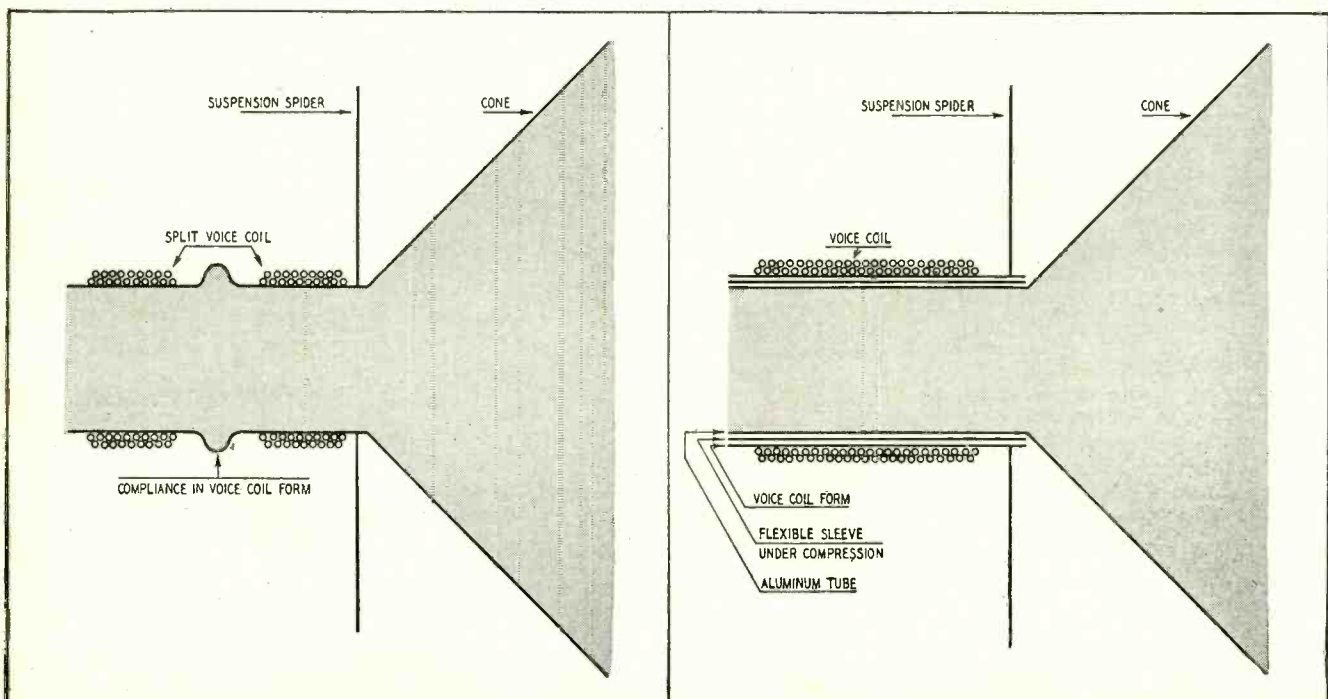 SUSPENSION SPIDER
CONE
SPLIT VOICE COIL
COMPLIANCE IN VOICE COIL FORM
SUSPENSION SPIDER
CONE
VOICE COIL
VOICE COIL FORM
FLEXIBLE SLEEVE
UNDER COMPRESSION
ALUMINUM TUBE